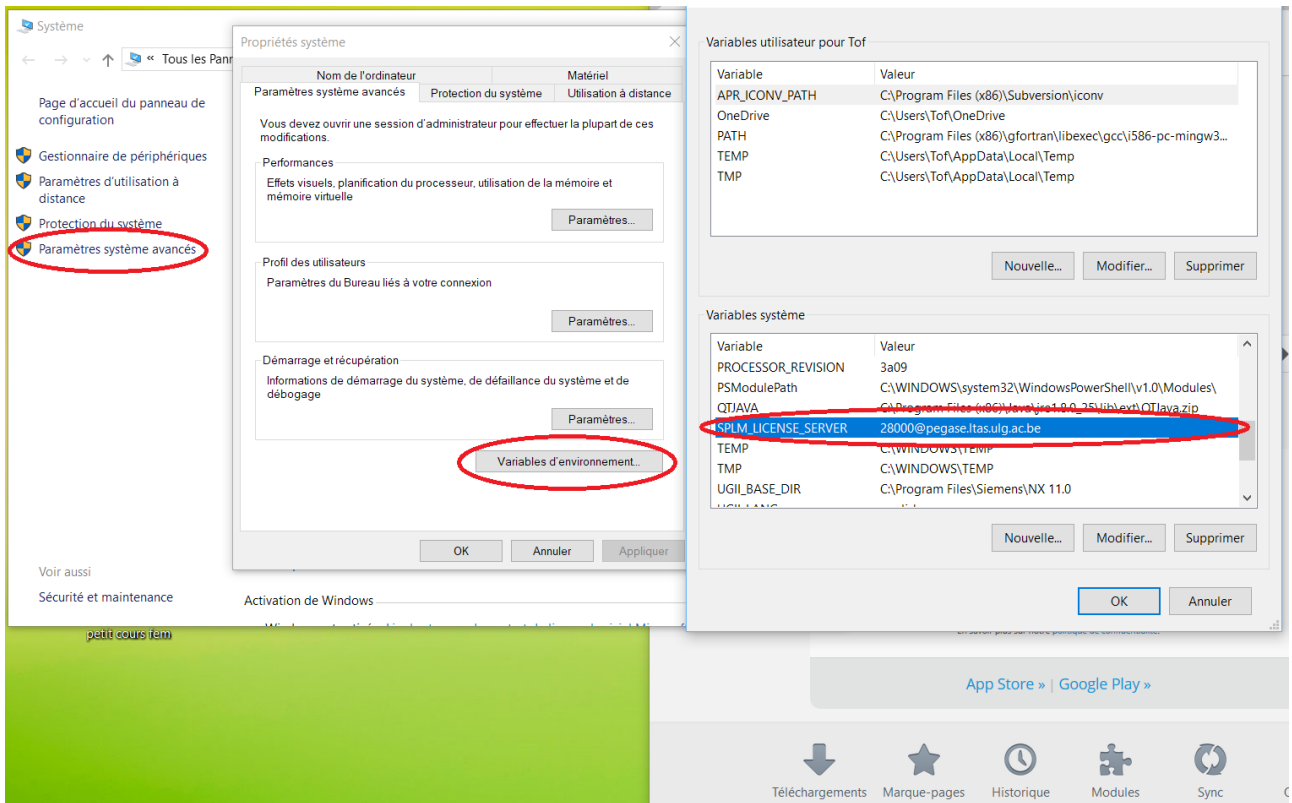 Système
« Tous les Pann
Page d'accueil du panneau de
configuration
Gestionnaire de périphériques
Paramètres d'utilisation à
distance
Protection du système
Paramètres système avancés
Voir aussi
Sécurité et maintenance
Propriétés système
Nom de l'ordinateur
Matériel
Paramètres système avancés
Protection du système
Utilisation à distance
Vous devez ouvrir une session d'administrateur pour effectuer la plupart de ces
modifications.
Performances
Effets visuels, planification du processeur, utilisation de la mémoire et
mémoire virtuelle
Paramètres...
Profil des utilisateurs
Paramètres du Bureau liés à votre connexion
Paramètres...
Démarrage et récupération
Informations de démarrage du système, de défaillance du système et de
débogage
Paramètres...
Variables d'environnement...
OK Annuler Appliquer
Activation de Windows
petit cours fem
Variables utilisateur pour Tof
Variable Valeur
APR_ICONV_PATH C:\Program Files (x86)\Subversion\iconv
OneDrive C:\Users\Tof\OneDrive
PATH C:\Program Files (x86)\gfortran\libexec\gcc\i586-pc-mingw3...
TEMP C:\Users\Tof\AppData\Local\Temp
TMP C:\Users\Tof\AppData\Local\Temp
Nouvelle... Modifier... Supprimer
Variables système
Variable Valeur
PROCESSOR_REVISION 3a09
PSModulePath C:\WINDOWS\system32\WindowsPowerShell\v1.0\Modules\
QTJAVA C:\Program Files (x86)\Java\jre1.8.0_25\lib\ext\QTJava.zip
SPLM_LICENSE_SERVER 28000@pegase.ltas.ulg.ac.be
TEMP C:\WINDOWS\TEMP
TMP C:\WINDOWS\TEMP
UGII_BASE_DIR C:\Program Files\Siemens\NX 11.0
Nouvelle... Modifier... Supprimer
OK Annuler
En savoir plus sur notre politique de confidentialité.
App Store » | Google Play »
Téléchargements Marque-pages Historique Modules Sync